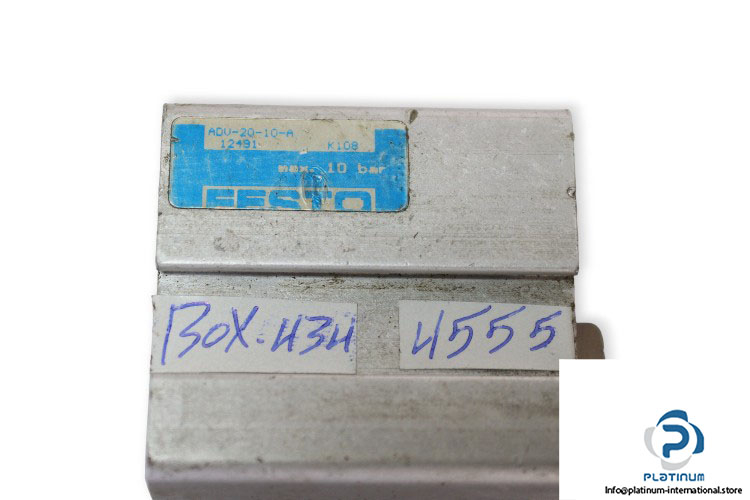 ADV-20-10-A
12491 K108
max. 10 bar
FESTO
BOX.434
4555
PLATINUM
Info@platinum-international.store